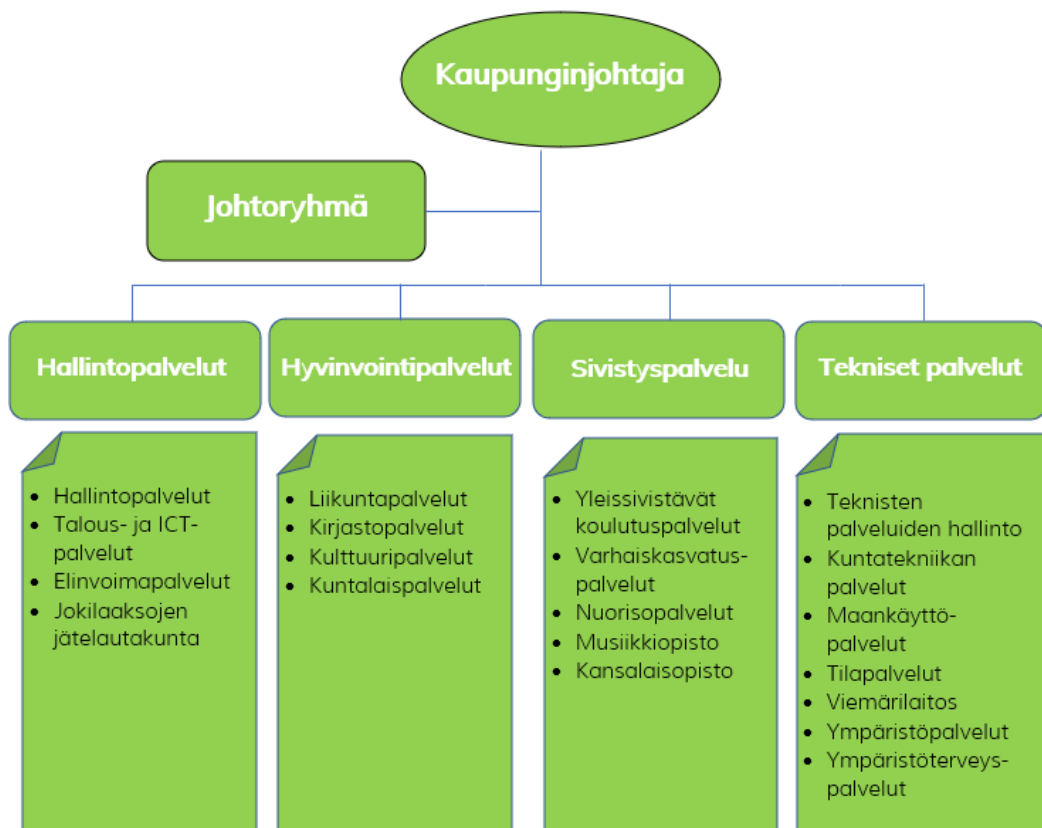 Kaupunginjohtaja
Johtoryhmä
Hallintopalvelut
Hyvinvointipalvelut
Sivistyspalvelu
Tekniset palvelut
• Hallintopalvelut
• Talous- ja ICT-
palvelut
• Elinvoimapalvelut
• Jokilaaksojen
jätelautakunta
• Liikuntapalvelut
• Kirjastopalvelut
• Kulttuuripalvelut
• Kuntalaispalvelut
• Yleissivistävät
koulutuspalvelut
• Varhaiskasvatus-
palvelut
• Nuorisopalvelut
• Musiikkiopisto
• Kansalaisopisto
• Teknisten
palveluiden hallinto
• Kuntatekniikan
palvelut
• Maankäyttö-
palvelut
• Tilapalvelut
• Viemärilaitos
• Ympäristöpalvelut
• Ympäristöterveys-
palvelut